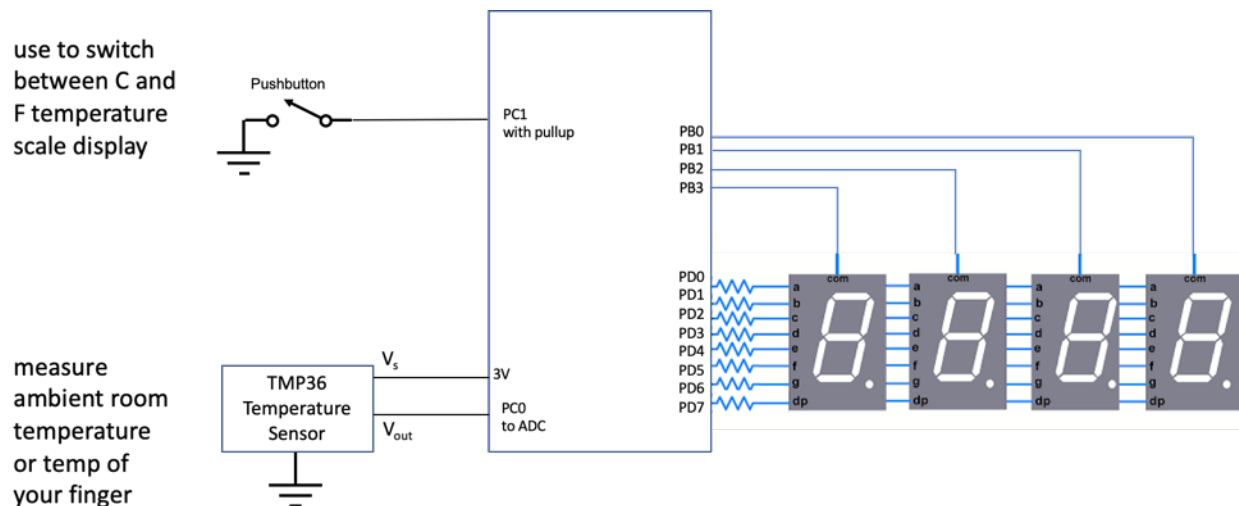 use to switch
between C and
F temperature
scale display
Pushbutton
PC1
with pullup
PB0
PB1
PB2
PB3
PD0
PD1
PD2
PD3
PD4
PD5
PD6
PD7
com
a
b
c
d
e
f
g
dp
com
a
b
c
d
e
f
g
dp
com
a
b
c
d
e
f
g
dp
com
a
b
c
d
e
f
g
dp
measure
ambient room
temperature
or temp of
your finger
TMP36
Temperature
Sensor
Vs
Vout
3V
PC0
to ADC